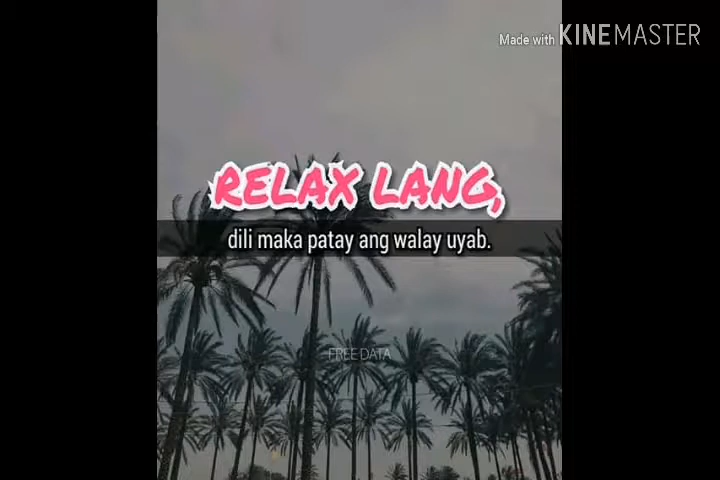 Made with KINEMASTER
RELAX LANG,
dili maka patay ang walay uyab.
FREE DATA